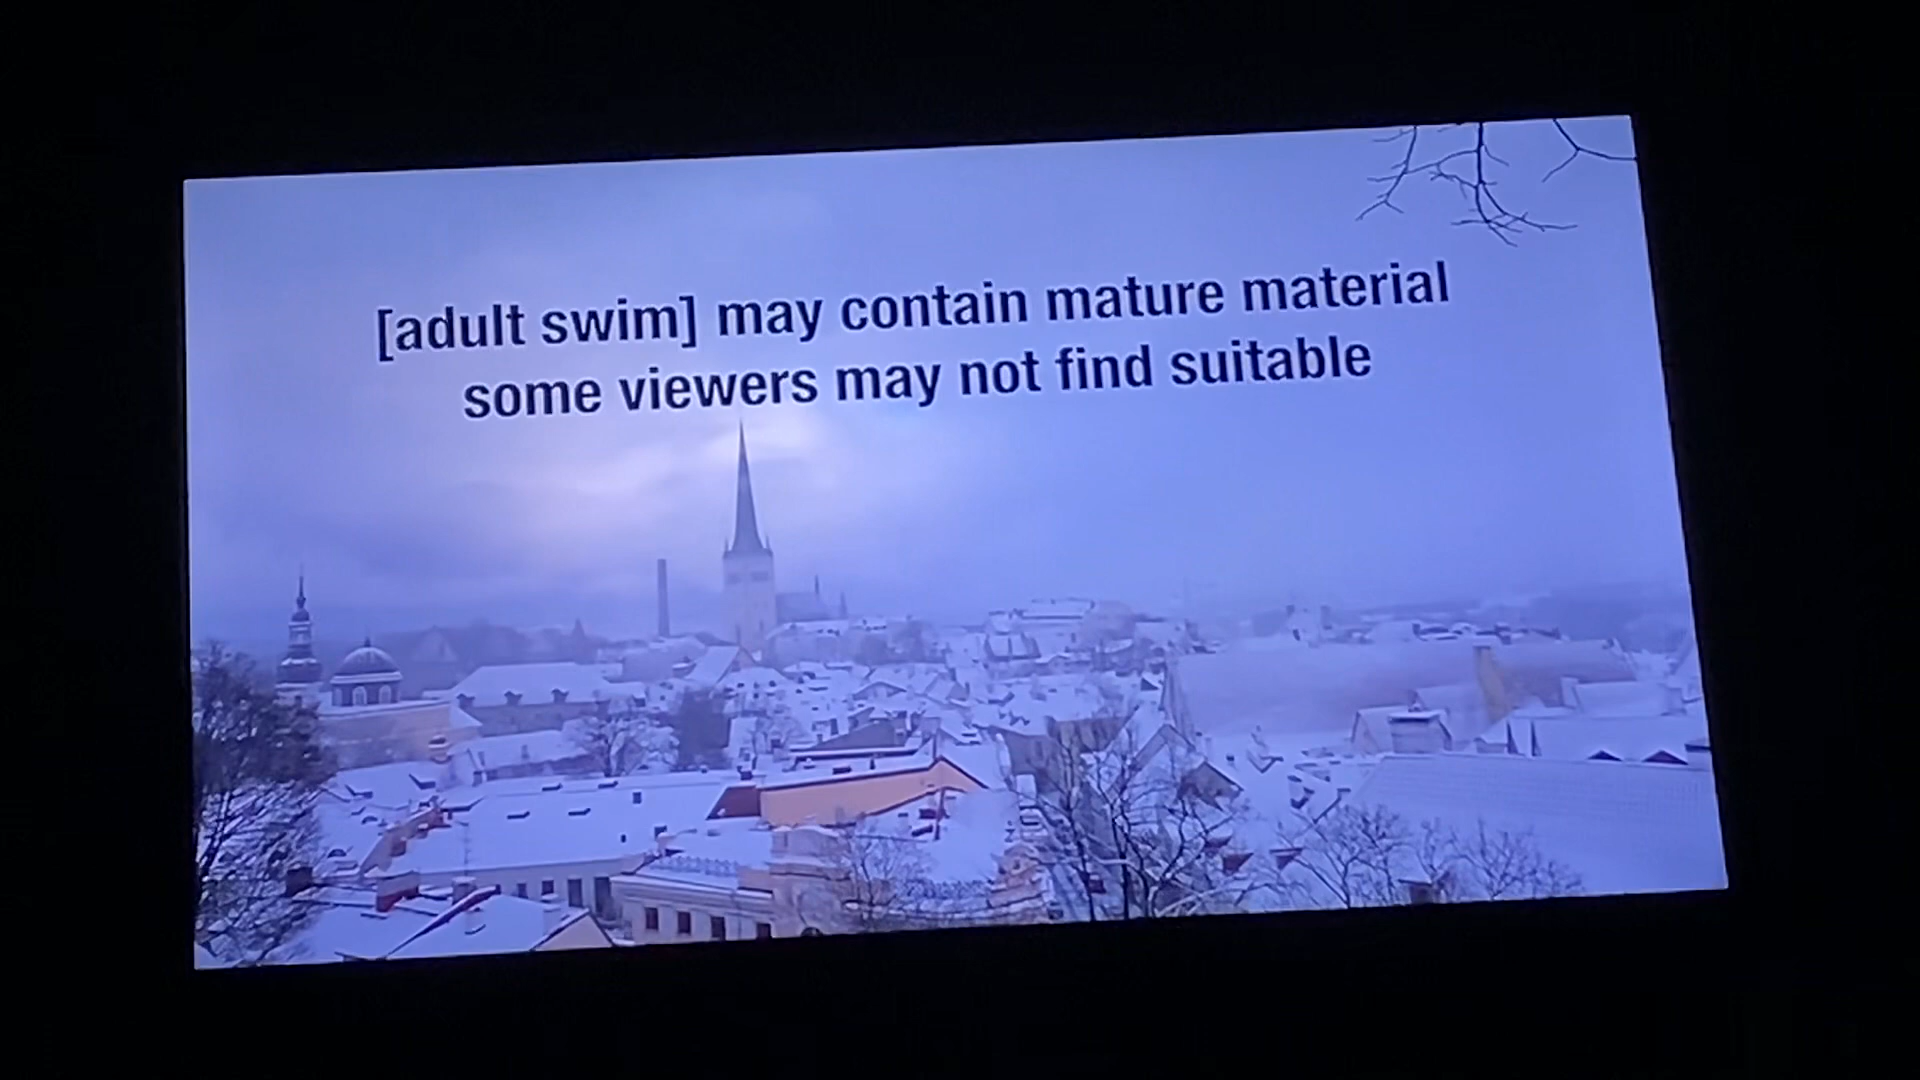 [adult swim] may contain mature material
some viewers may not find suitable